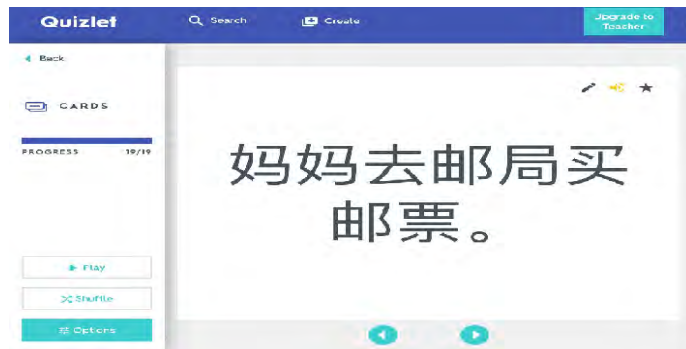 Quizlet
Search
Create
Upgrade to
Teacher
Back
CARDS
PROGRESS 19/19
妈妈去邮局买
邮票。
Play
Shuffle
Options